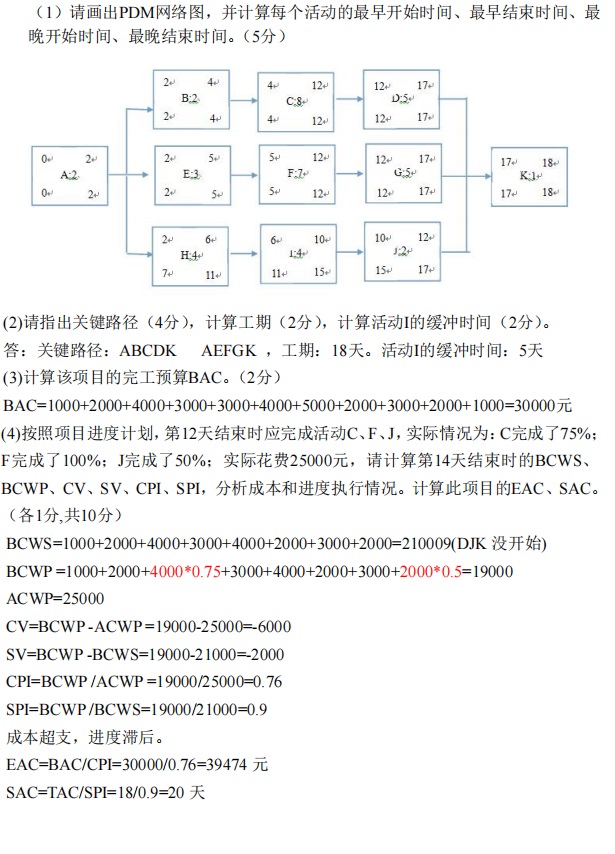 （1）请画出PDM网络图，并计算每个活动的最早开始时间、最早结束时间、最
晚开始时间、最晚结束时间。（5分）
2 4
B:2
2 4
4 12
C:8
4 12
12 17
D:5
12 17
0 2
A:2
0 2
2 5
E:3
2 5
5 12
F:7
5 12
12 17
G:5
12 17
17 18
K:1
17 18
2 6
H:4
7 11
6 10
I:4
11 15
10 12
J:2
15 17
(2)请指出关键路径（4分），计算工期（2分），计算活动I的缓冲时间（2分）。
答：关键路径：ABCDK AEFGK ，工期：18天。活动I的缓冲时间：5天
(3)计算该项目的完工预算BAC。（2分）
BAC=1000+2000+4000+3000+3000+4000+5000+2000+3000+2000+1000=30000元
(4)按照项目进度计划，第12天结束时应完成活动C、F、J，实际情况为：C完成了75%；
F完成了100%；J完成了50%；实际花费25000元，请计算第14天结束时的BCWS、
BCWP、CV、SV、CPI、SPI，分析成本和进度执行情况。计算此项目的EAC、SAC。
（各1分,共10分）
BCWS=1000+2000+4000+3000+4000+2000+3000+2000=210009(DJK 没开始)
BCWP =1000+2000+4000*0.75+3000+4000+2000+3000+2000*0.5=19000
ACWP=25000
CV=BCWP -ACWP =19000-25000=-6000
SV=BCWP -BCWS=19000-21000=-2000
CPI=BCWP /ACWP =19000/25000=0.76
SPI=BCWP /BCWS=19000/21000=0.9
成本超支，进度滞后。
EAC=BAC/CPI=30000/0.76=39474 元
SAC=TAC/SPI=18/0.9=20 天